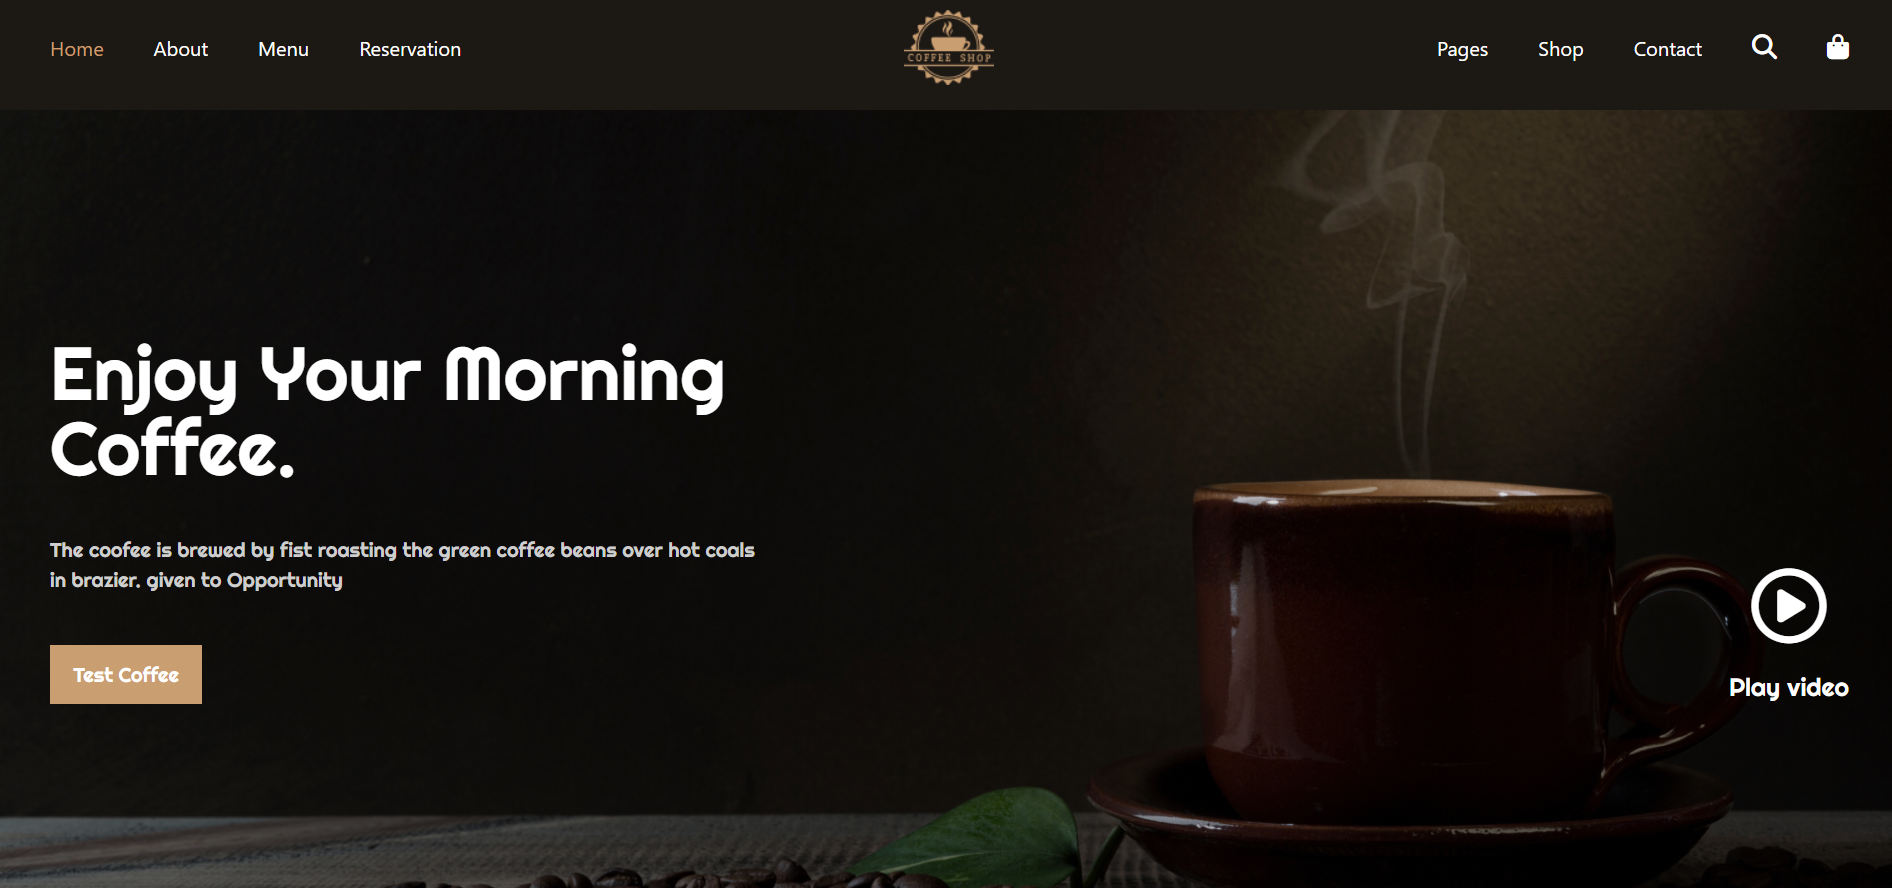 Home About Menu Reservation
COFFEE SHOP
Pages Shop Contact
Enjoy Your Morning
Coffee.
The coofee is brewed by fist roasting the green coffee beans over hot coals
in brazier. given to Opportunity
Test Coffee
Play video